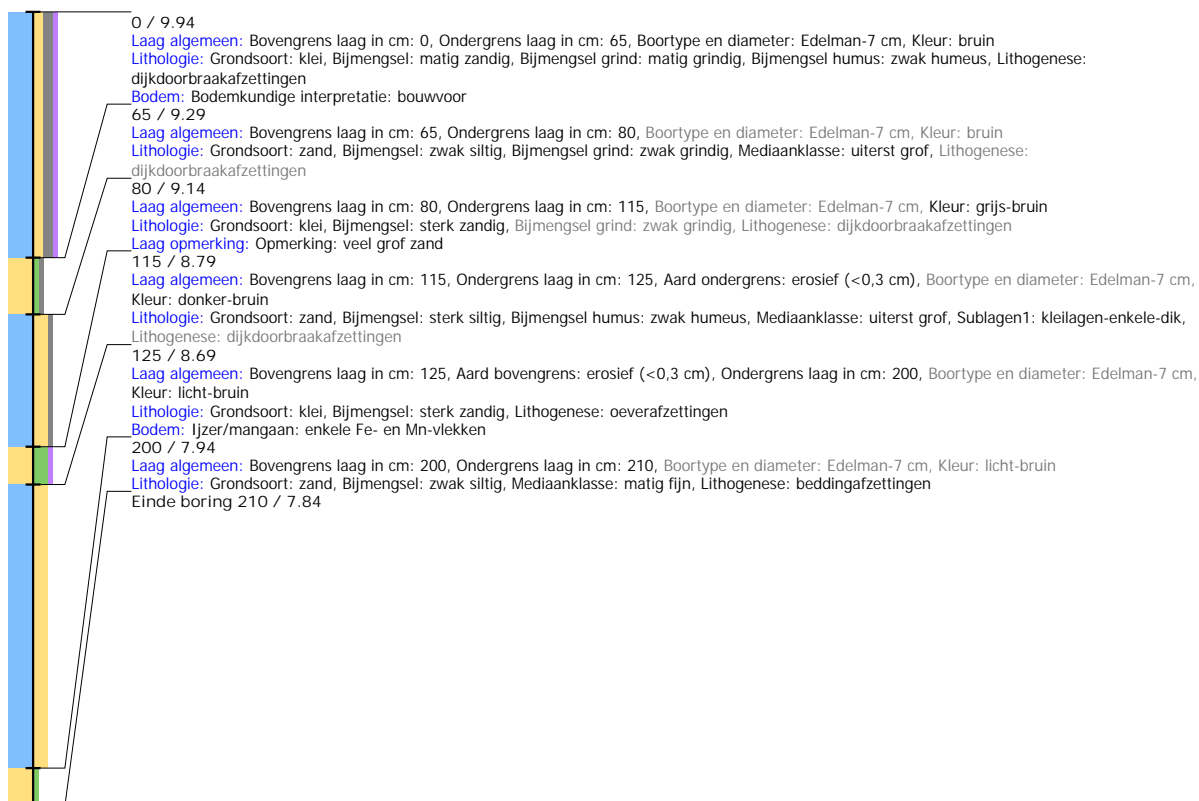 0 / 9.94
Laag algemeen: Bovengrens laag in cm: 0, Ondergrens laag in cm: 65, Boortype en diameter: Edelman-7 cm, Kleur: bruin
Lithologie: Grondsoort: klei, Bijmengsel: matig zandig, Bijmengsel grind: matig grindig, Bijmengsel humus: zwak humeus, Lithogenese:
dijkdoorbraakafzettingen
Bodem: Bodemkundige interpretatie: bouwvoor
65 / 9.29
Laag algemeen: Bovengrens laag in cm: 65, Ondergrens laag in cm: 80, Boortype en diameter: Edelman-7 cm, Kleur: bruin
Lithologie: Grondsoort: zand, Bijmengsel: zwak siltig, Bijmengsel grind: zwak grindig, Mediaanklasse: uiterst grof, Lithogenese:
dijkdoorbraakafzettingen
80 / 9.14
Laag algemeen: Bovengrens laag in cm: 80, Ondergrens laag in cm: 115, Boortype en diameter: Edelman-7 cm, Kleur: grijs-bruin
Lithologie: Grondsoort: klei, Bijmengsel: sterk zandig, Bijmengsel grind: zwak grindig, Lithogenese: dijkdoorbraakafzettingen
Laag opmerking: Opmerking: veel grof zand
115 / 8.79
Laag algemeen: Bovengrens laag in cm: 115, Ondergrens laag in cm: 125, Aard ondergrens: erosief (<0,3 cm), Boortype en diameter: Edelman-7 cm,
Kleur: donker-bruin
Lithologie: Grondsoort: zand, Bijmengsel: sterk siltig, Bijmengsel humus: zwak humeus, Mediaanklasse: uiterst grof, Sublagen1: kleilagen-enkele-dik,
Lithogenese: dijkdoorbraakafzettingen
125 / 8.69
Laag algemeen: Bovengrens laag in cm: 125, Aard bovengrens: erosief (<0,3 cm), Ondergrens laag in cm: 200, Boortype en diameter: Edelman-7 cm,
Kleur: licht-bruin
Lithologie: Grondsoort: klei, Bijmengsel: sterk zandig, Lithogenese: oeverafzettingen
Bodem: Ijzer/mangaan: enkele Fe- en Mn-vlekken
200 / 7.94
Laag algemeen: Bovengrens laag in cm: 200, Ondergrens laag in cm: 210, Boortype en diameter: Edelman-7 cm, Kleur: licht-bruin
Lithologie: Grondsoort: zand, Bijmengsel: zwak siltig, Mediaanklasse: matig fijn, Lithogenese: beddingafzettingen
Einde boring 210 / 7.84